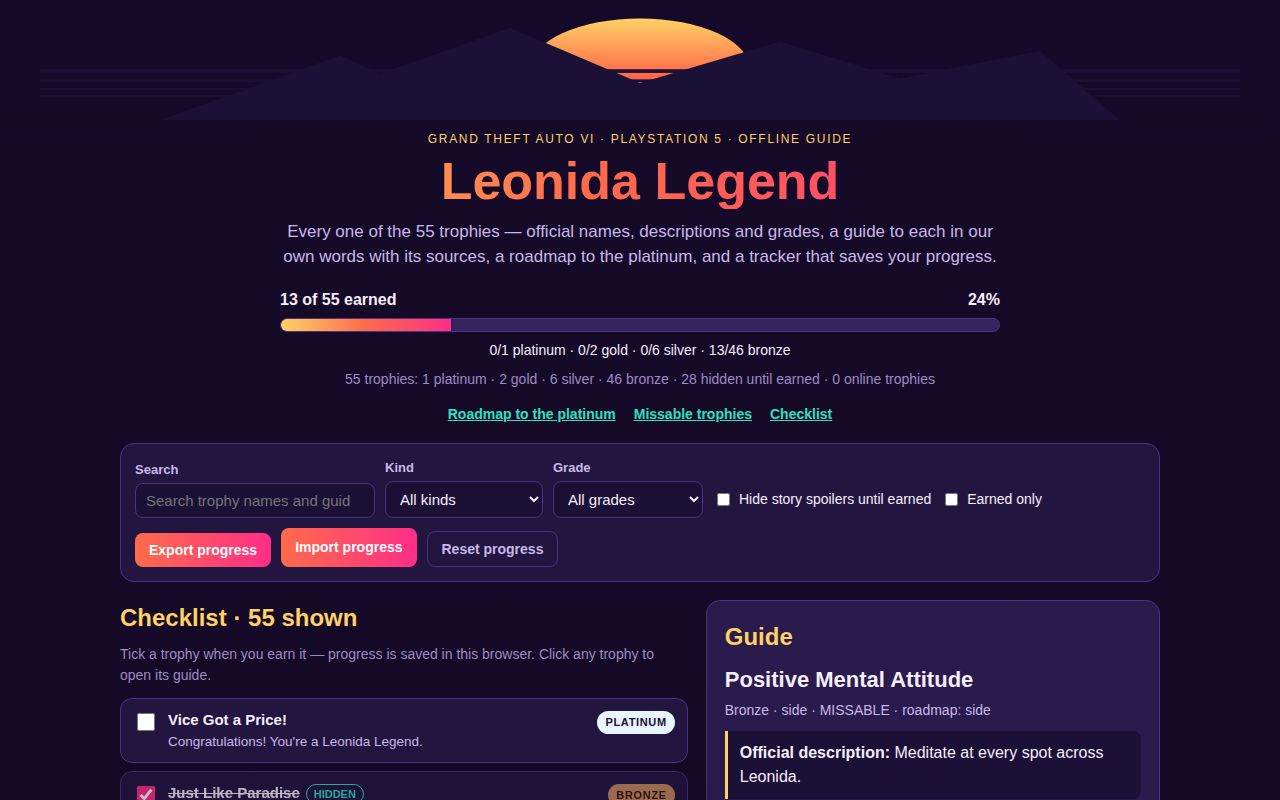 GRAND THEFT AUTO VI · PLAYSTATION 5 · OFFLINE GUIDE
Leonida Legend
Every one of the 55 trophies — official names, descriptions and grades, a guide to each in our
own words with its sources, a roadmap to the platinum, and a tracker that saves your progress.
13 of 55 earned
24%
0/1 platinum · 0/2 gold · 0/6 silver · 13/46 bronze
55 trophies: 1 platinum · 2 gold · 6 silver · 46 bronze · 28 hidden until earned · 0 online trophies
Roadmap to the platinum Missable trophies Checklist
Search
Kind
Grade
Search trophy names and guid
All kinds
All grades
Hide story spoilers until earned
Earned only
Export progress
Import progress
Reset progress
Checklist · 55 shown
Tick a trophy when you earn it — progress is saved in this browser. Click any trophy to
open its guide.
Vice Got a Price!
PLATINUM
Congratulations! You're a Leonida Legend.
Just Like Paradise
HIDDEN
BRONZE
Guide
Positive Mental Attitude
Bronze · side · MISSABLE · roadmap: side
Official description: Meditate at every spot across
Leonida.